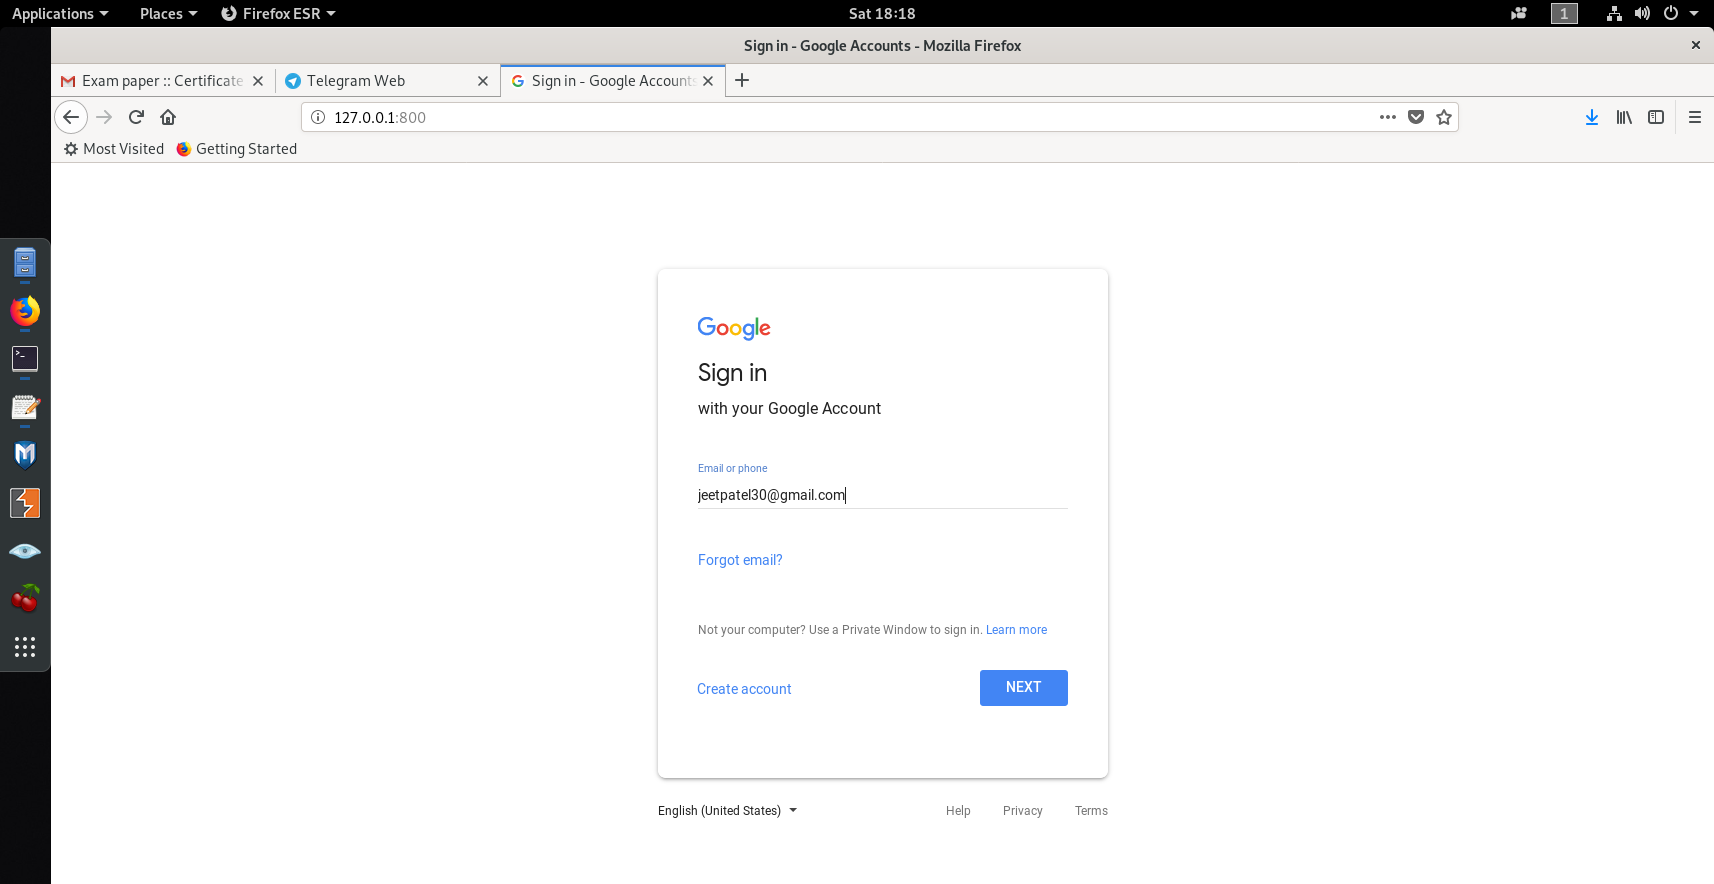 Applications Places Firefox ESR Sat 18:18 1
Sign in - Google Accounts - Mozilla Firefox
Exam paper :: Certificate Telegram Web Sign in - Google Accounts
127.0.0.1:800
Most Visited Getting Started
Google
Sign in
with your Google Account
Email or phone
jeetpatel30@gmail.com
Forgot email?
Not your computer? Use a Private Window to sign in. Learn more
Create account NEXT
English (United States) Help Privacy Terms